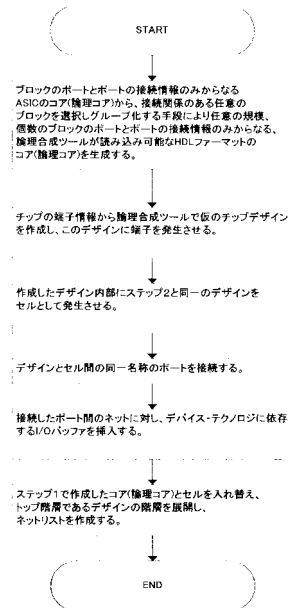 START
ブロックのポートとポートの接続情報のみからなる
ASICのコア(論理コア)から、接続関係のある任意の
ブロックを選択しグループ化する手段により任意の規模、
個数のブロックのポートとポートの接続情報のみからなる、
論理合成ツールが読み込み可能なHDLフォーマットの
コア(論理コア)を生成する。
チップの端子情報から論理合成ツールで仮のチップデザイン
を作成し、このデザインに端子を発生させる。
作成したデザイン内部にステップ2と同一のデザインを
セルとして発生させる。
デザインとセル間の同一名称のポートを接続する。
接続したポート間のネットに対し、デバイス・テクノロジに依存
するI/Oバッファを挿入する。
ステップ1で作成したコア(論理コア)とセルを入れ替え、
トップ階層であるデザインの階層を展開し、
ネットリストを作成する。
END